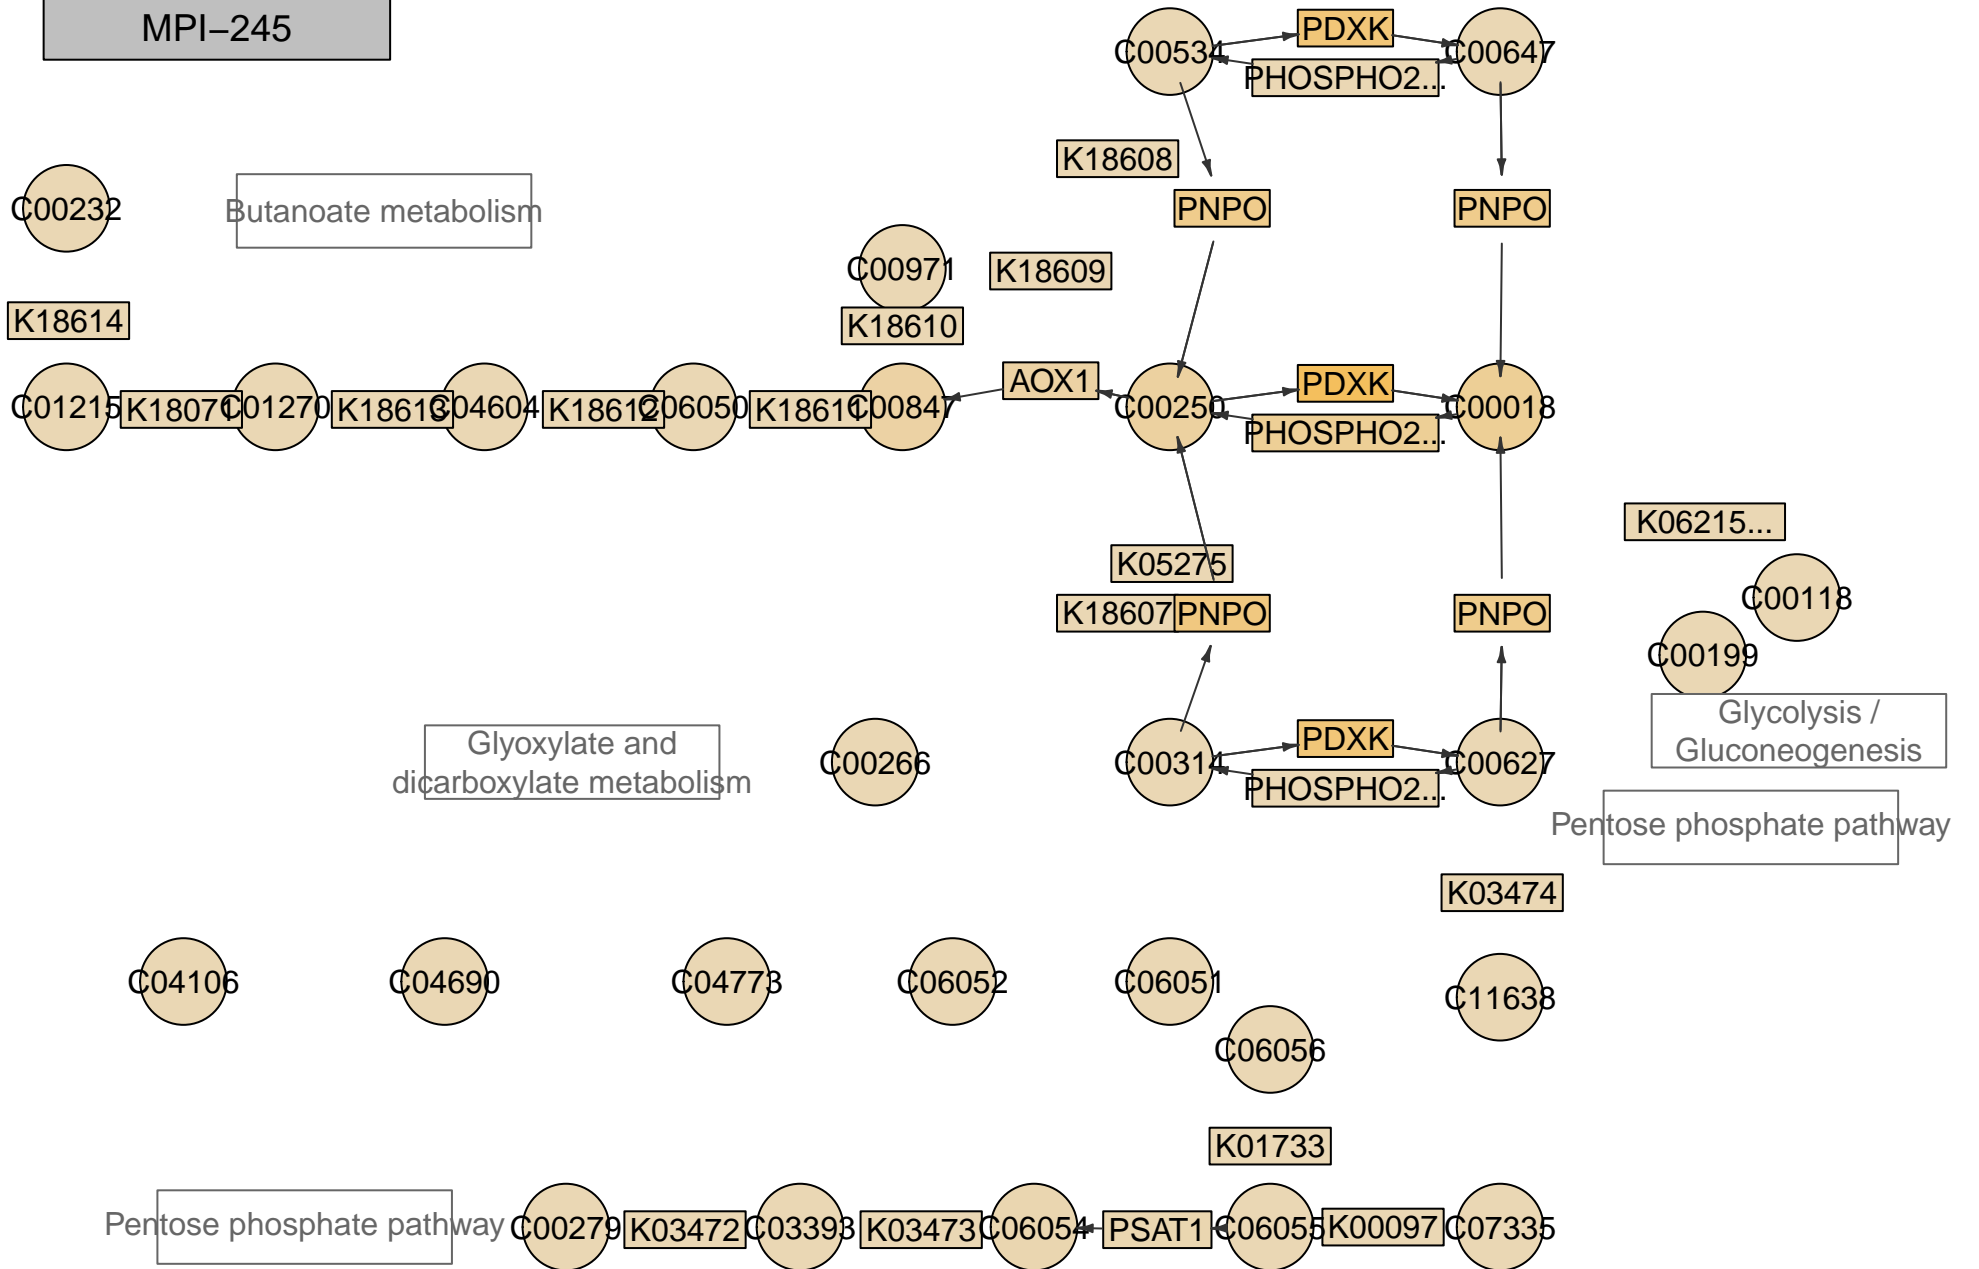 MPI−245
C00534
PDXK
C00647
PHOSPHO2...
K18608
C00232
Butanoate metabolism
PNPO
PNPO
C00971
K18609
K18614
K18610
AOX1
PDXK
C01215
K18071
C01270
K18613
C04604
K18612
C06050
K18611
C00847
C00250
C00018
PHOSPHO2...
K06215...
K05275
C00118
K18607
PNPO
PNPO
C00199
Glycolysis /
Gluconeogenesis
Glyoxylate and
dicarboxylate metabolism
C00266
C00314
PDXK
C00627
PHOSPHO2...
Pentose phosphate pathway
K03474
C04106
C04690
C04773
C06052
C06051
C11638
C06056
K01733
Pentose phosphate pathway
C00279
K03472
C03393
K03473
C06054
PSAT1
C06055
K00097
C07335